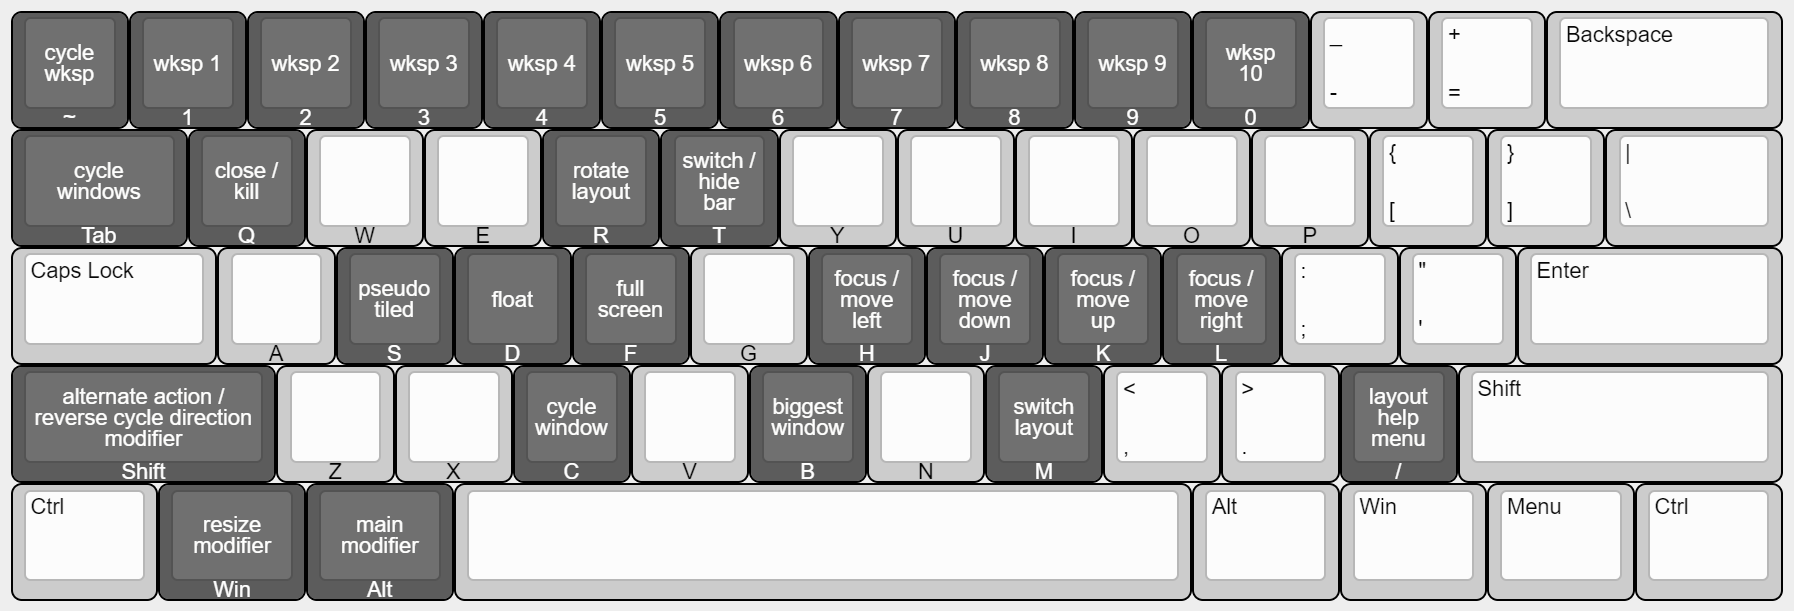 cycle
wksp
~
wksp 1
1
wksp 2
2
wksp 3
3
wksp 4
4
wksp 5
5
wksp 6
6
wksp 7
7
wksp 8
8
wksp 9
9
wksp
10
0
_
-
+
=
Backspace
cycle
windows
Tab
close /
kill
Q
W
E
rotate
layout
R
switch /
hide
bar
T
Y
U
I
O
P
{
[
}
]
|
\
Caps Lock
A
pseudo
tiled
S
float
D
full
screen
F
G
focus /
move
left
H
focus /
move
down
J
focus /
move
up
K
focus /
move
right
L
:
;
"
'
Enter
alternate action /
reverse cycle direction
modifier
Shift
Z
X
cycle
window
C
V
biggest
window
B
N
switch
layout
M
<
,
>
.
layout
help
menu
/
Shift
Ctrl
resize
modifier
Win
main
modifier
Alt
Alt
Win
Menu
Ctrl